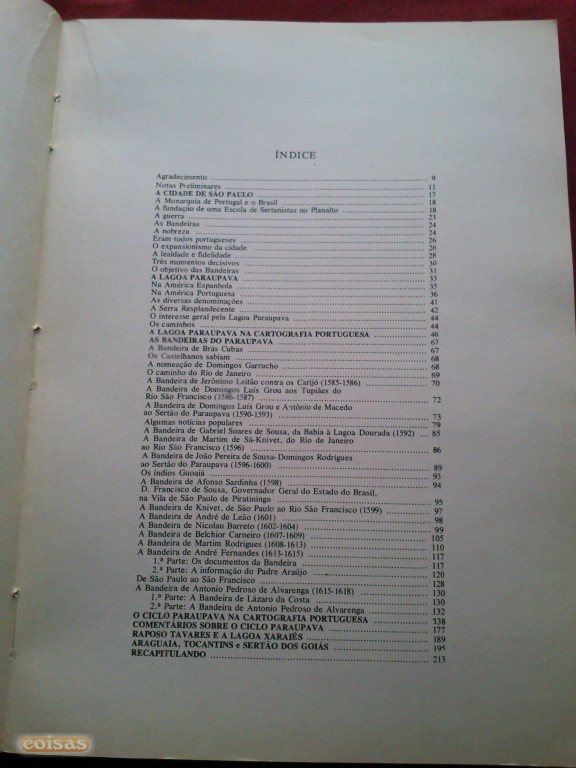 ÍNDICE
Agradecimento 9
Notas Preliminares 11
A CIDADE DE SÃO PAULO 17
A Monarquia de Portugal e o Brasil 18
A fundação de uma Escola de Sertanistas no Planalto 18
A guerra 23
As Bandeiras 24
A nobreza 24
Eram todos portugueses 26
O expansionismo da cidade 26
A lealdade e fidelidade 28
Três momentos decisivos 30
O objetivo das Bandeiras 31
A LAGOA PARAUPAVA 33
Na América Espanhola 35
Na América Portuguesa 36
As diversas denominações 41
A Serra Resplandecente 42
O interesse geral pela Lagoa Paraupava 44
Os caminhos 44
A LAGOA PARAUPAVA NA CARTOGRAFIA PORTUGUESA 46
AS BANDEIRAS DO PARAUPAVA 67
A Bandeira de Brás Cubas 67
Os Castelhanos sabiam 68
A nomeação de Domingos Garrucho 68
O caminho do Rio de Janeiro 69
A Bandeira de Jerônimo Leitão contra os Carijó (1585-1586) 70
A Bandeira de Domingos Luís Grou aos Tupiães do
Rio São Francisco (1586-1587) 72
A Bandeira de Domingos Luís Grou e Antônio de Macedo
ao Sertão do Paraupava (1590-1593) 73
Algumas notícias populares 79
A Bandeira de Gabriel Soares de Sousa, da Bahia à Lagoa Dourada (1592) 85
A Bandeira de Martim de Sá-Knivet, do Rio de Janeiro
ao Rio São Francisco (1596) 86
A Bandeira de João Pereira de Sousa-Domingos Rodrigues
ao Sertão do Paraupava (1596-1600) 89
Os índios Guoaiá 93
A Bandeira de Afonso Sardinha (1598) 94
D. Francisco de Sousa, Governador Geral do Estado do Brasil,
na Vila de São Paulo de Piratininga 95
A Bandeira de Knivet, de São Paulo ao Rio São Francisco (1599) 97
A Bandeira de André de Leão (1601) 98
A Bandeira de Nicolau Barreto (1602-1604) 99
A Bandeira de Belchior Carneiro (1607-1609) 105
A Bandeira de Martim Rodrigues (1608-1613) 110
A Bandeira de André Fernandes (1613-1615) 117
1.ª Parte: Os documentos da Bandeira 117
2.ª Parte: A informação do Padre Araújo 120
De São Paulo ao São Francisco 128
A Bandeira de Antonio Pedroso de Alvarenga (1615-1618) 130
1.ª Parte: A Bandeira de Lázaro da Costa 130
2.ª Parte: A Bandeira de Antonio Pedroso de Alvarenga 132
O CICLO PARAUPAVA NA CARTOGRAFIA PORTUGUESA 138
COMENTÁRIOS SOBRE O CICLO PARAUPAVA 177
RAPOSO TAVARES E A LAGOA XARAIÉS 189
ARAGUAIA, TOCANTINS e SERTÃO DOS GOIÁS 195
RECAPITULANDO 213
coisas